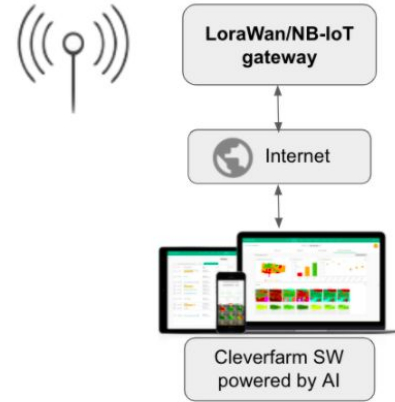 LoraWan/NB-IoT
gateway
Internet
Cleverfarm SW
powered by AI